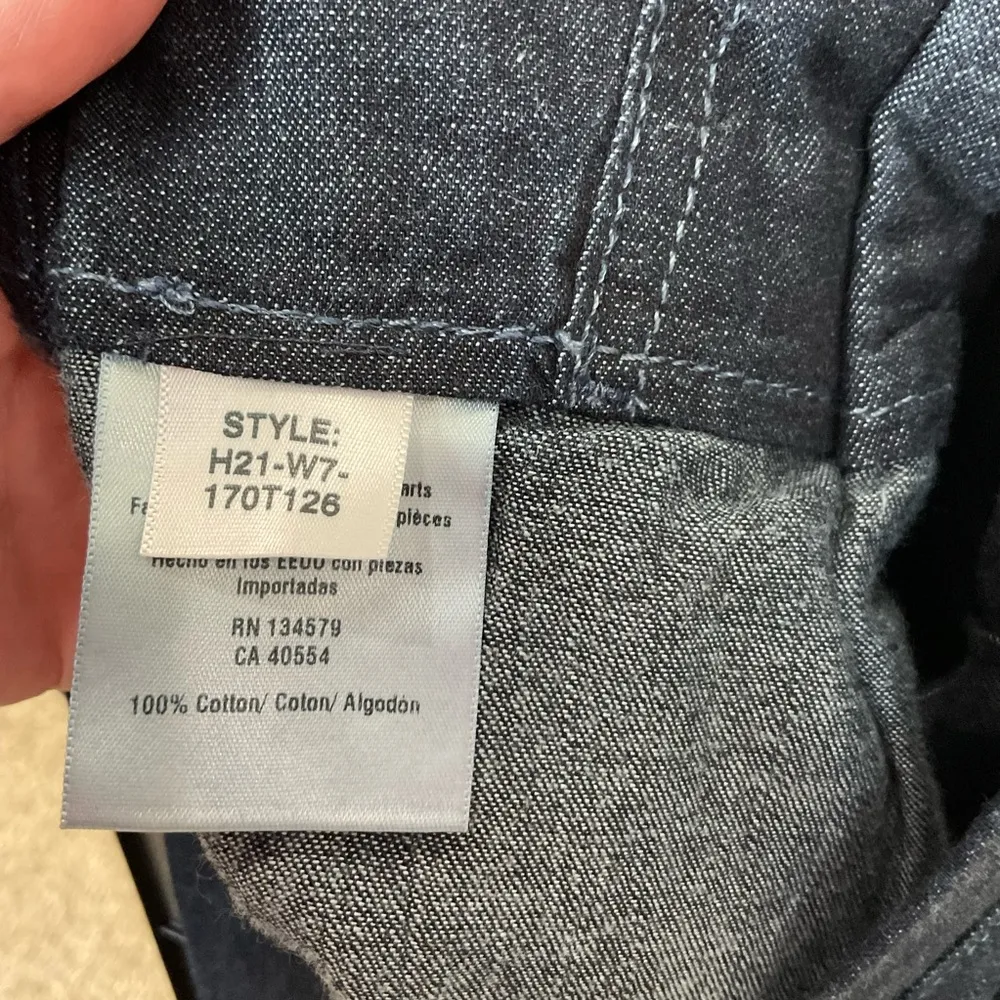 STYLE:
H21-W7-
170T126
arts
Fa
pièces
Hecho en los EEUU con piezas
Importadas
RN 134579
CA 40554
100% Cotton/ Coton/ Algodón